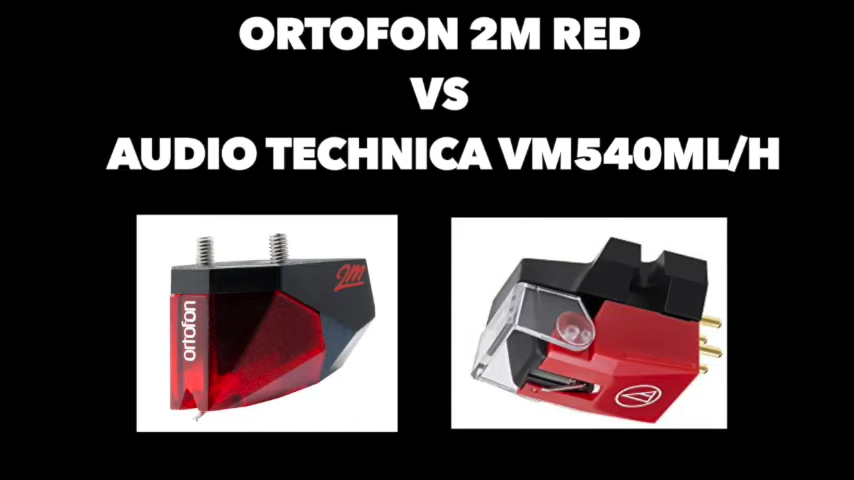 ORTOFON 2M RED
VS
AUDIO TECHNICA VM540ML/H
2M
ortofon